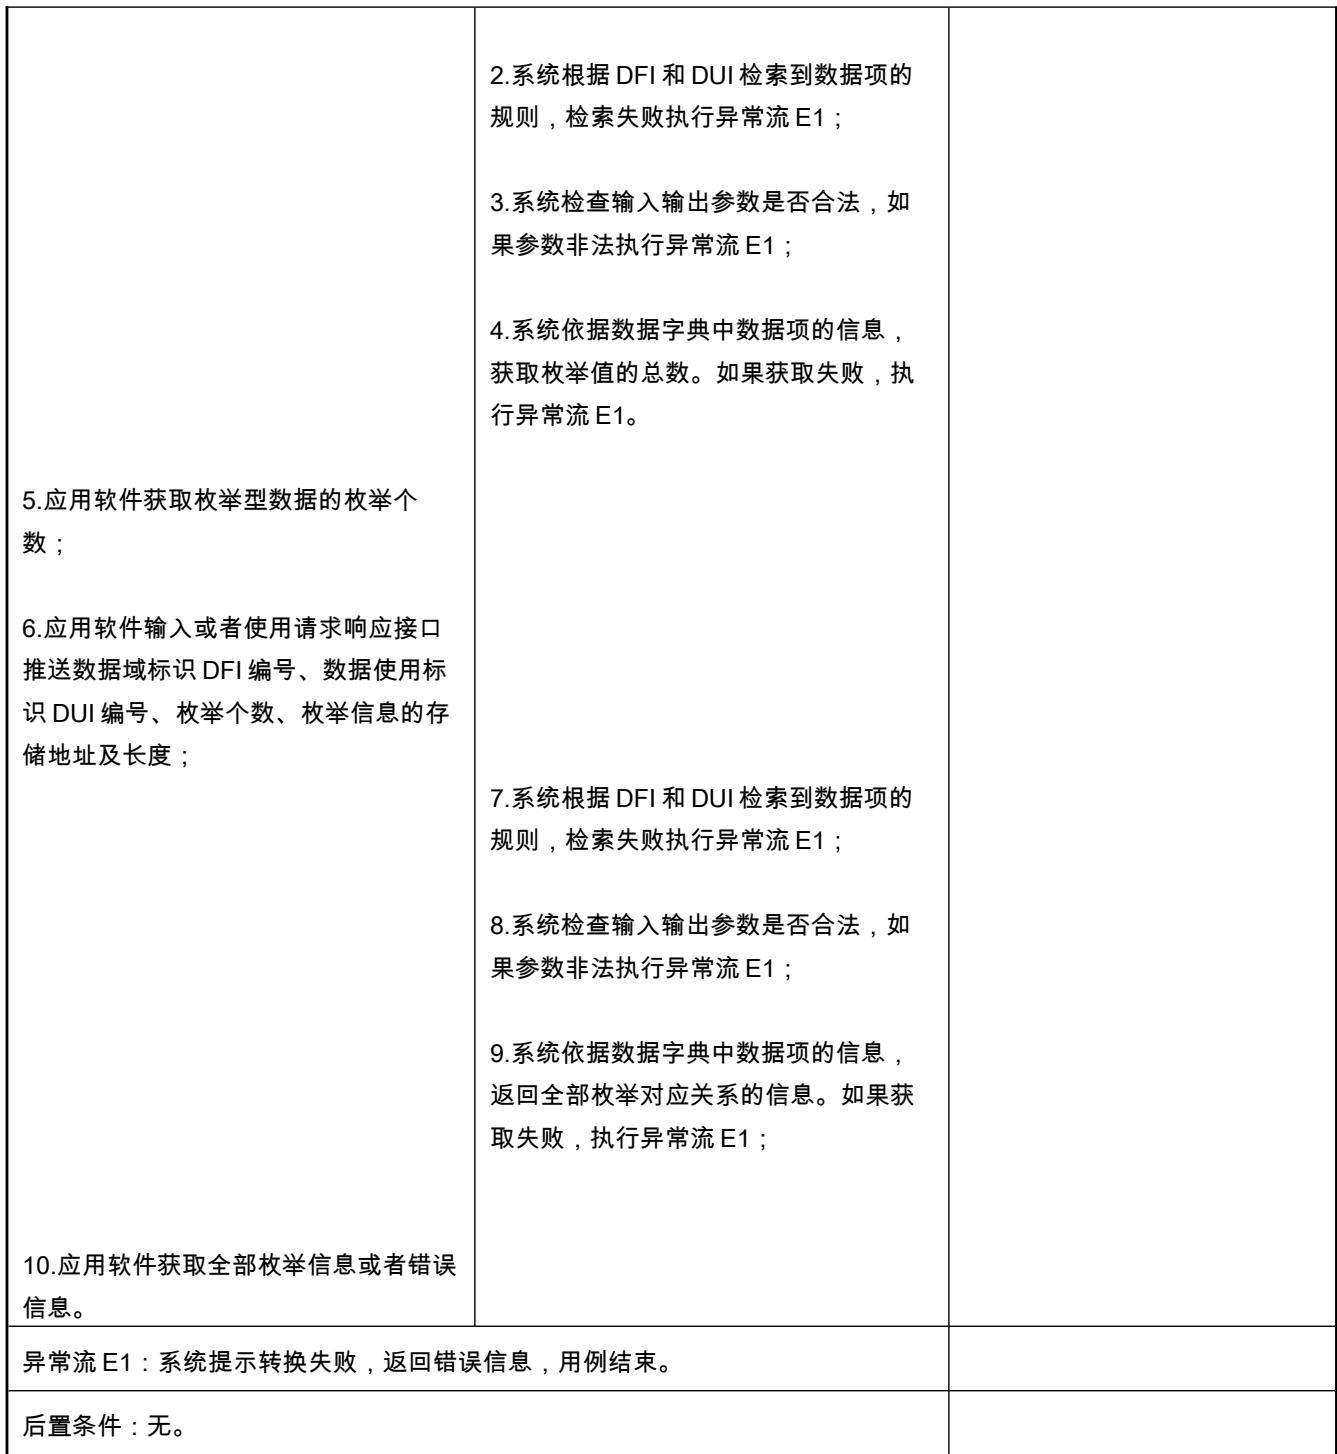 2.系统根据 DFI 和 DUI 检索到数据项的
规则，检索失败执行异常流 E1；
3.系统检查输入输出参数是否合法，如
果参数非法执行异常流 E1；
4.系统依据数据字典中数据项的信息，
获取枚举值的总数。如果获取失败，执
行异常流 E1。
5.应用软件获取枚举型数据的枚举个
数；
6.应用软件输入或者使用请求响应接口
推送数据域标识 DFI 编号、数据使用标
识 DUI 编号、枚举个数、枚举信息的存
储地址及长度；
7.系统根据 DFI 和 DUI 检索到数据项的
规则，检索失败执行异常流 E1；
8.系统检查输入输出参数是否合法，如
果参数非法执行异常流 E1；
9.系统依据数据字典中数据项的信息，
返回全部枚举对应关系的信息。如果获
取失败，执行异常流 E1；
10.应用软件获取全部枚举信息或者错误
信息。
异常流 E1：系统提示转换失败，返回错误信息，用例结束。
后置条件：无。